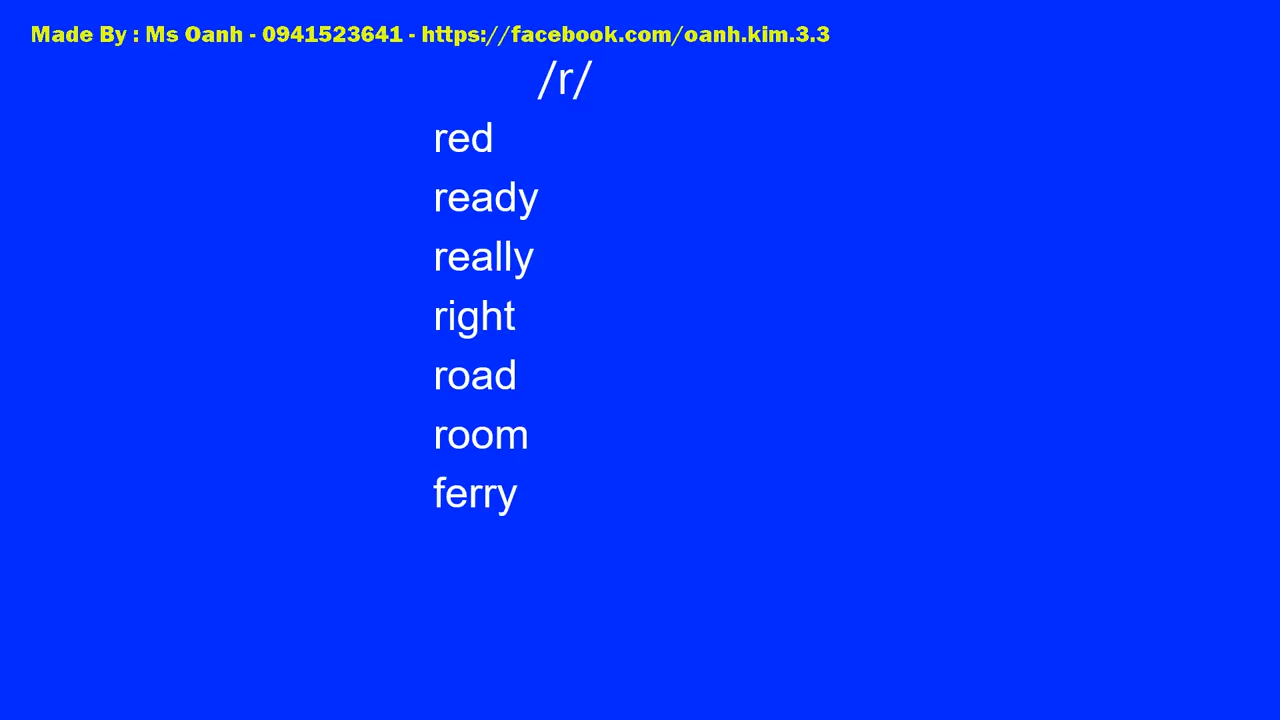 Made By : Ms Oanh - 0941523641 - https://facebook.com/oanh.kim.3.3
/r/
red
ready
really
right
road
room
ferry